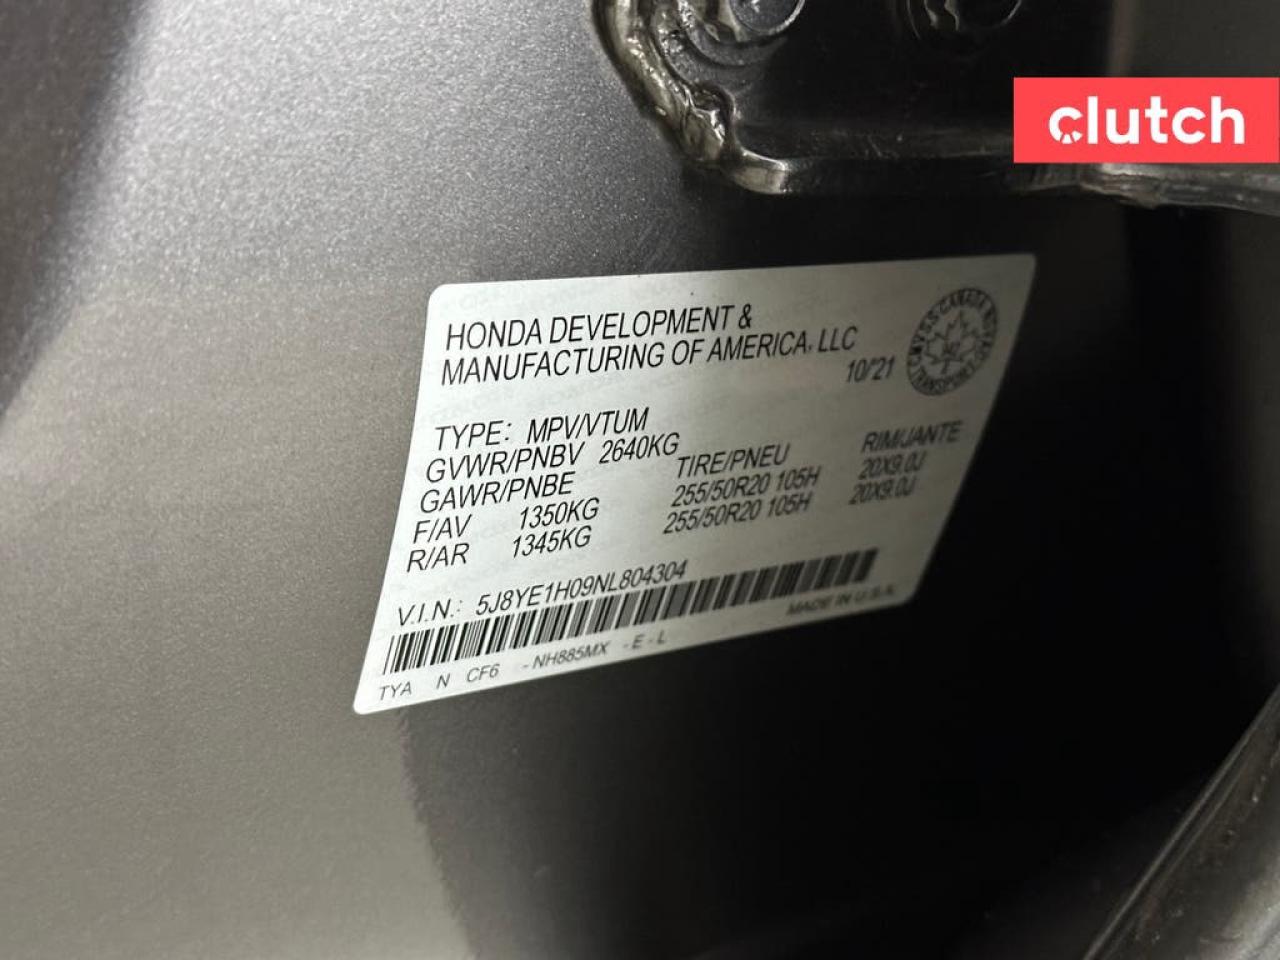 clutch
HONDA DEVELOPMENT &
MANUFACTURING OF AMERICA, LLC
10/'21
TYPE: MPV/VTUM
GVWR/PNBV 2640KG
GAWR/PNBE TIRE/PNEU RIM/JANTE
F/AV 1350KG 255/50R20 105H 20X9.0J
R/AR 1345KG 255/50R20 105H 20X9.0J
V.I.N.: 5J8YE1H09NL804304
MADE IN U.S.A.
TYA N CF6 - NH885MX - E - L